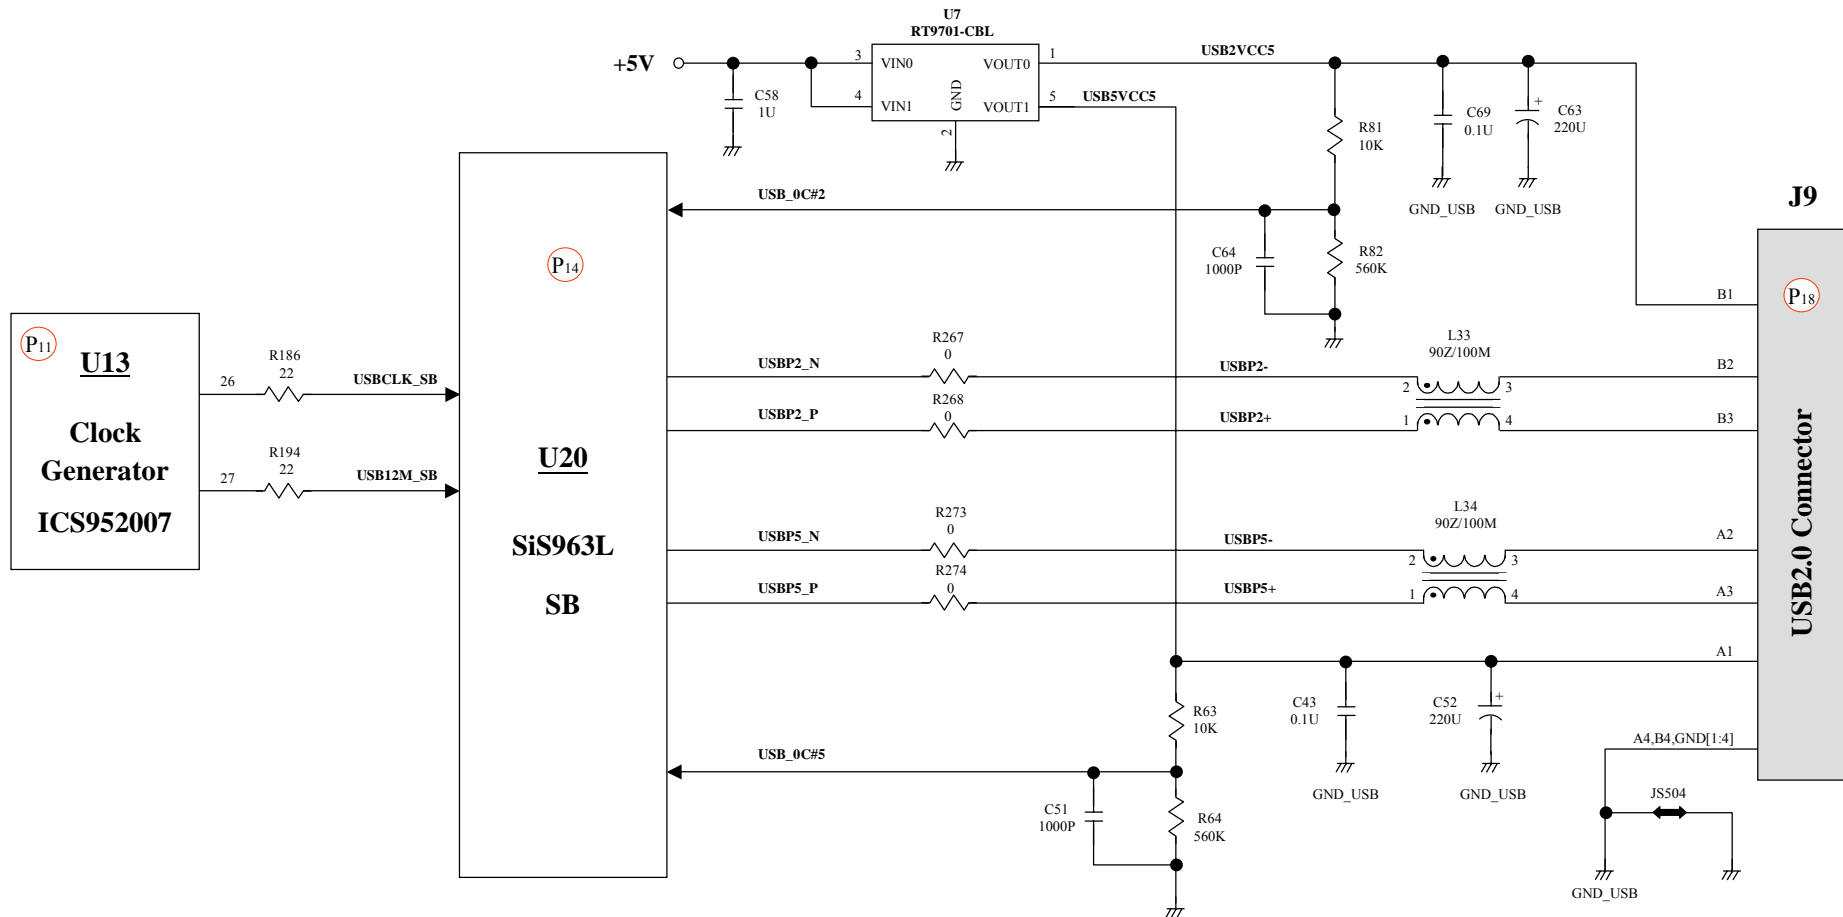 U7
RT9701-CBL
+5V
3
VIN0
VOUT0
1
USB2VCC5
4
VIN1
GND
VOUT1
5
USB5VCC5
2
C58
1U
R81
10K
C69
0.1U
C63
220U
+
GND_USB
GND_USB
J9
USB_0C#2
C64
1000P
R82
560K
P14
P18
B1
P11
U13
Clock
Generator
ICS952007
26
R186
22
USBCLK_SB
27
R194
22
USB12M_SB
U20
SiS963L
SB
USBP2_N
R267
0
USBP2-
L33
90Z/100M
2
3
B2
USBP2_P
R268
0
USBP2+
1
4
B3
USBP5_N
R273
0
USBP5-
L34
90Z/100M
2
3
A2
USBP5_P
R274
0
USBP5+
1
4
A3
USB2.0 Connector
A1
R63
10K
C43
0.1U
C52
220U
+
GND_USB
GND_USB
USB_0C#5
C51
1000P
R64
560K
A4,B4,GND[1:4]
JS504
GND_USB